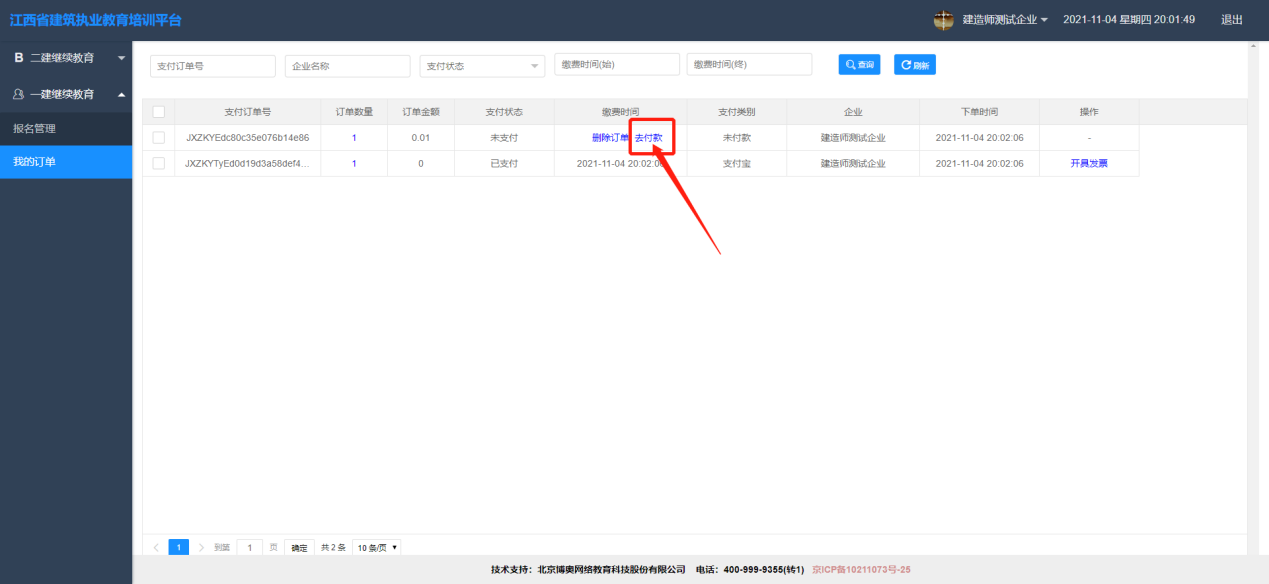 江西省建筑执业教育培训平台
建造师测试企业 2021-11-04 星期四 20:01:49 退出
B 二建继续教育
一建继续教育
报名管理
我的订单
支付订单号 企业名称 支付状态 缴费时间(始) 缴费时间(终) 查询 刷新
支付订单号 订单数量 订单金额 支付状态 缴费时间 支付类别 企业 下单时间 操作
JXZKYEdc80c35e076b14e86 1 0.01 未支付 删除订单 去付款 未付款 建造师测试企业 2021-11-04 20:02:06 -
JXZKYTyEd0d19d3a58def4... 1 0 已支付 2021-11-04 20:02:06 支付宝 建造师测试企业 2021-11-04 20:02:06 开具发票
1 到第 1 页 确定 共 2 条 10 条/页
技术支持：北京博奥网络教育科技股份有限公司 电话：400-999-9355(转1) 京ICP备10211073号-25